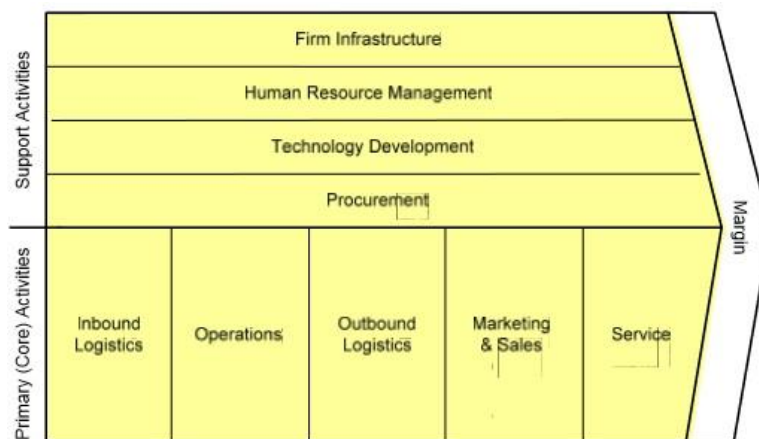 Support Activities
Firm Infrastructure
Human Resource Management
Technology Development
Procurement
Primary (Core) Activities
Inbound
Logistics
Operations
Outbound
Logistics
Marketing
& Sales
Service
Margin